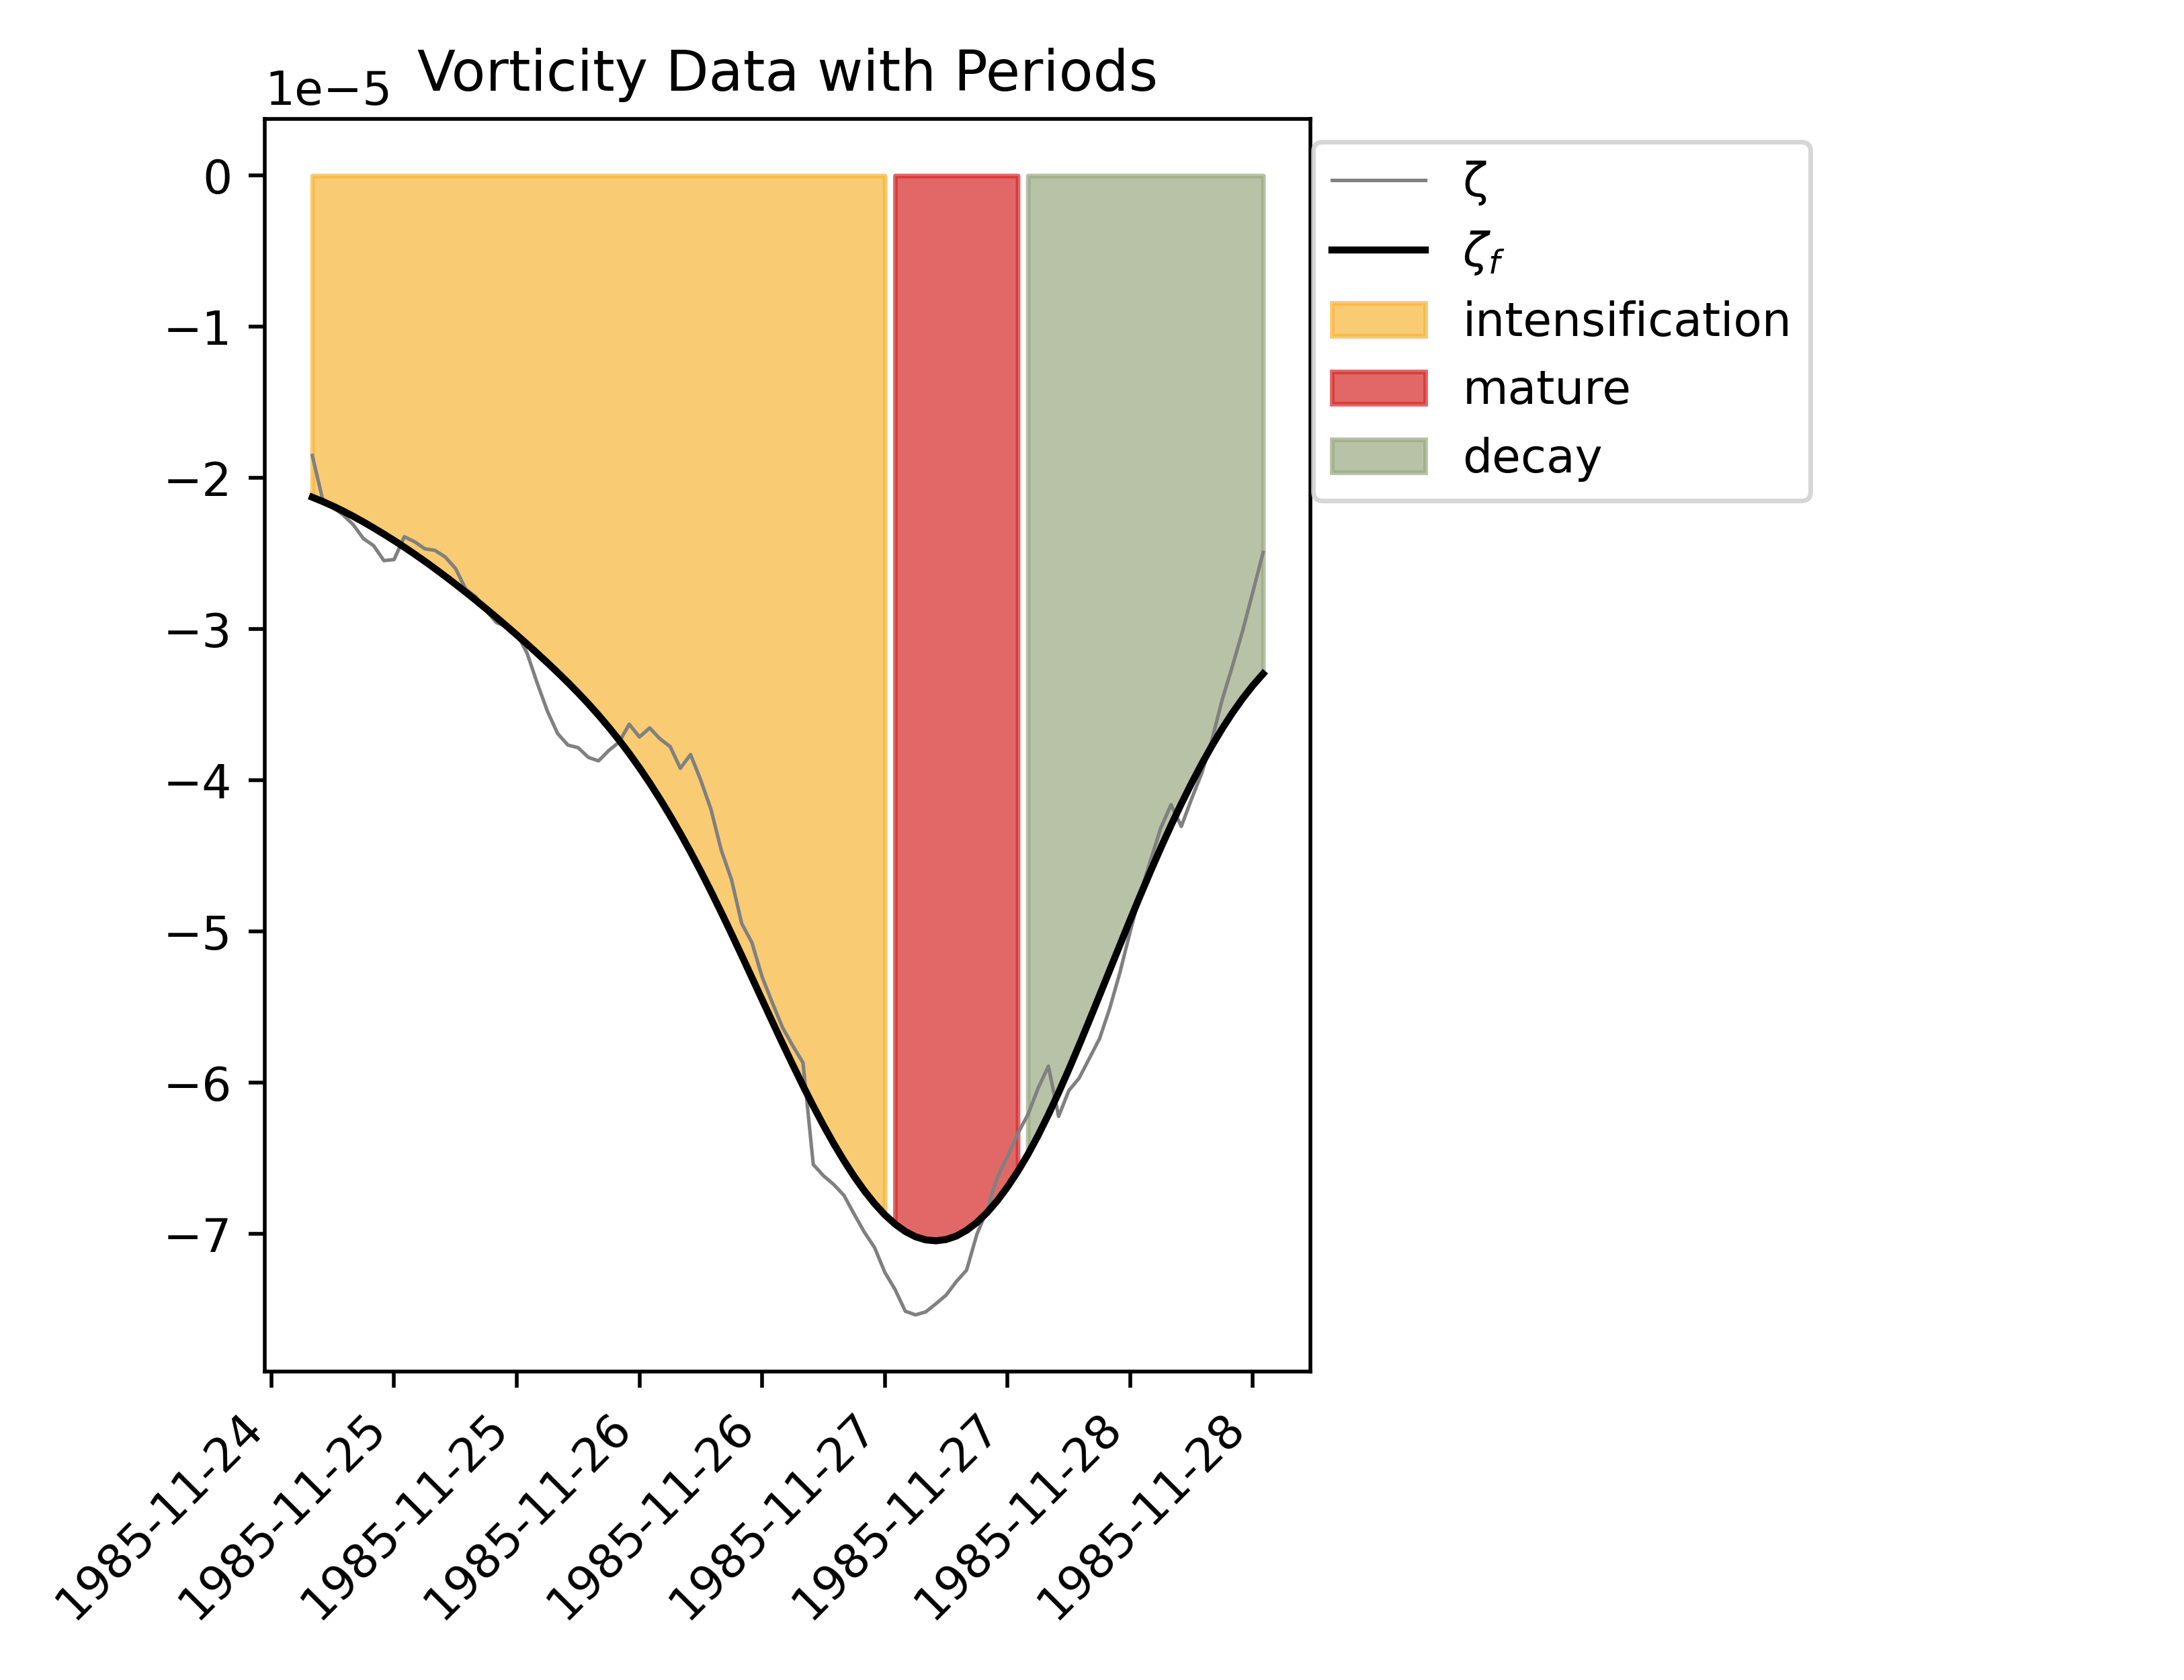 Vorticity Data with Periods
1e−5
0
−1
−2
−3
−4
−5
−6
−7
1985-11-24
1985-11-25
1985-11-25
1985-11-26
1985-11-26
1985-11-27
1985-11-27
1985-11-28
1985-11-28
ζ
ζf
intensification
mature
decay